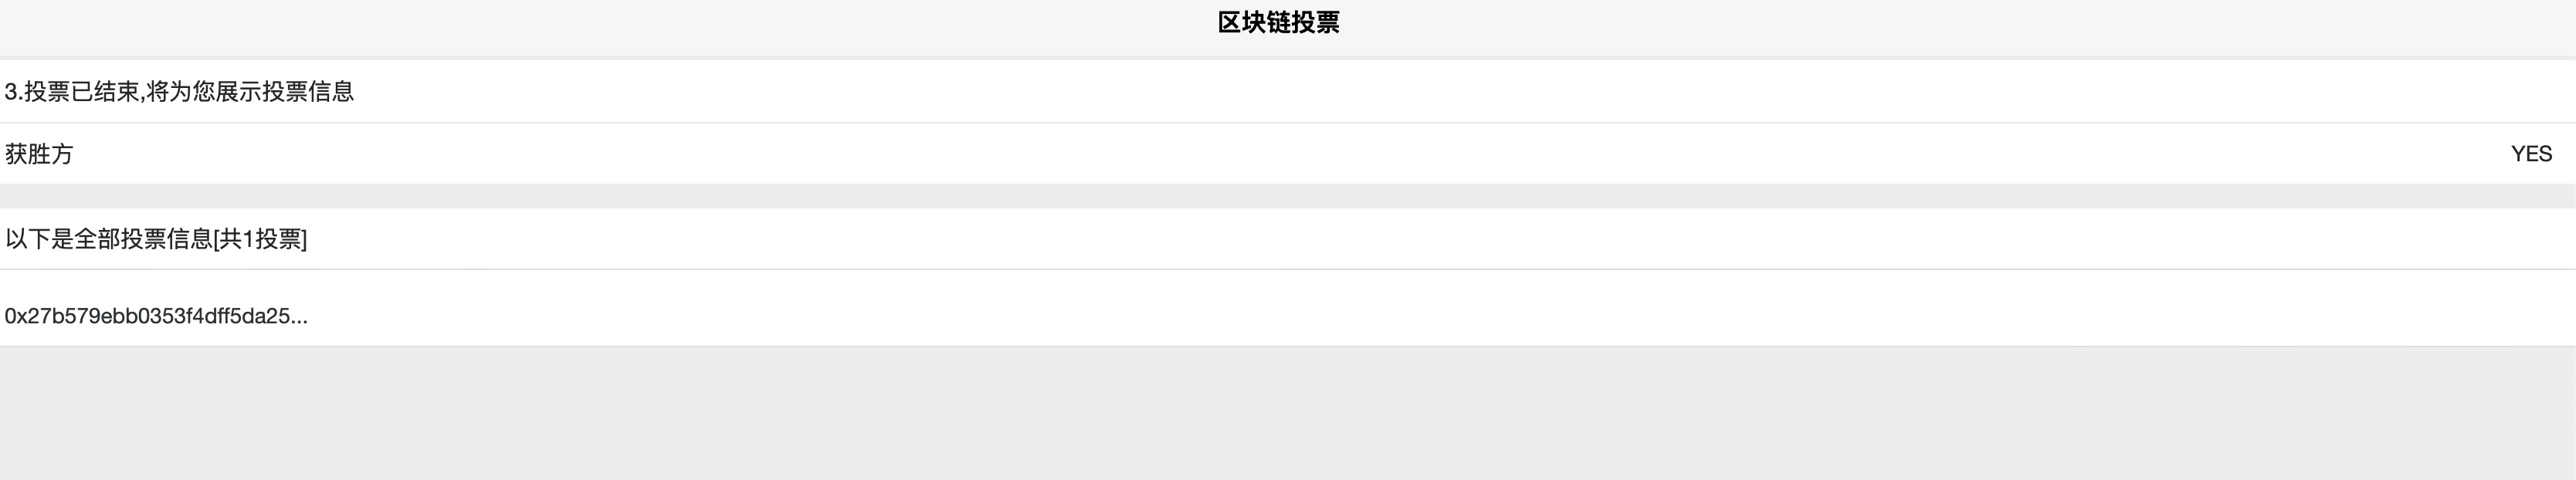 区块链投票
3.投票已结束,将为您展示投票信息
获胜方 YES
以下是全部投票信息[共1投票]
0x27b579ebb0353f4dff5da25...